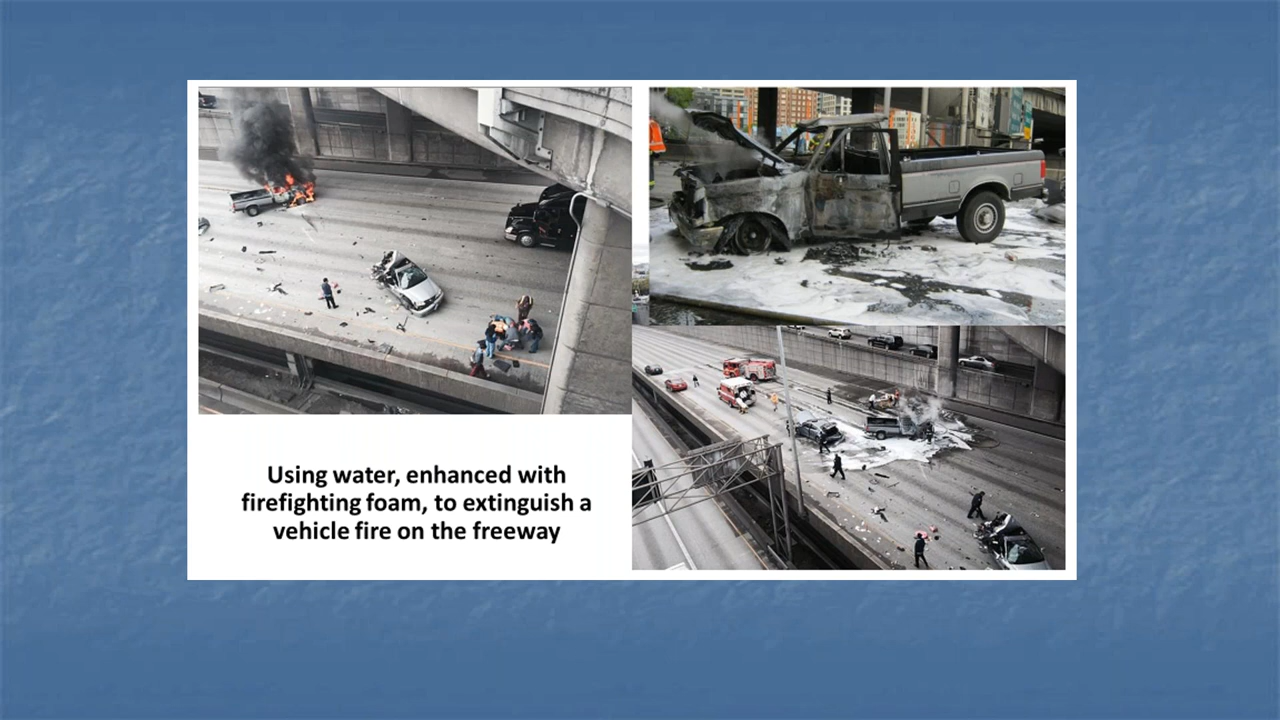 Using water, enhanced with
firefighting foam, to extinguish a
vehicle fire on the freeway